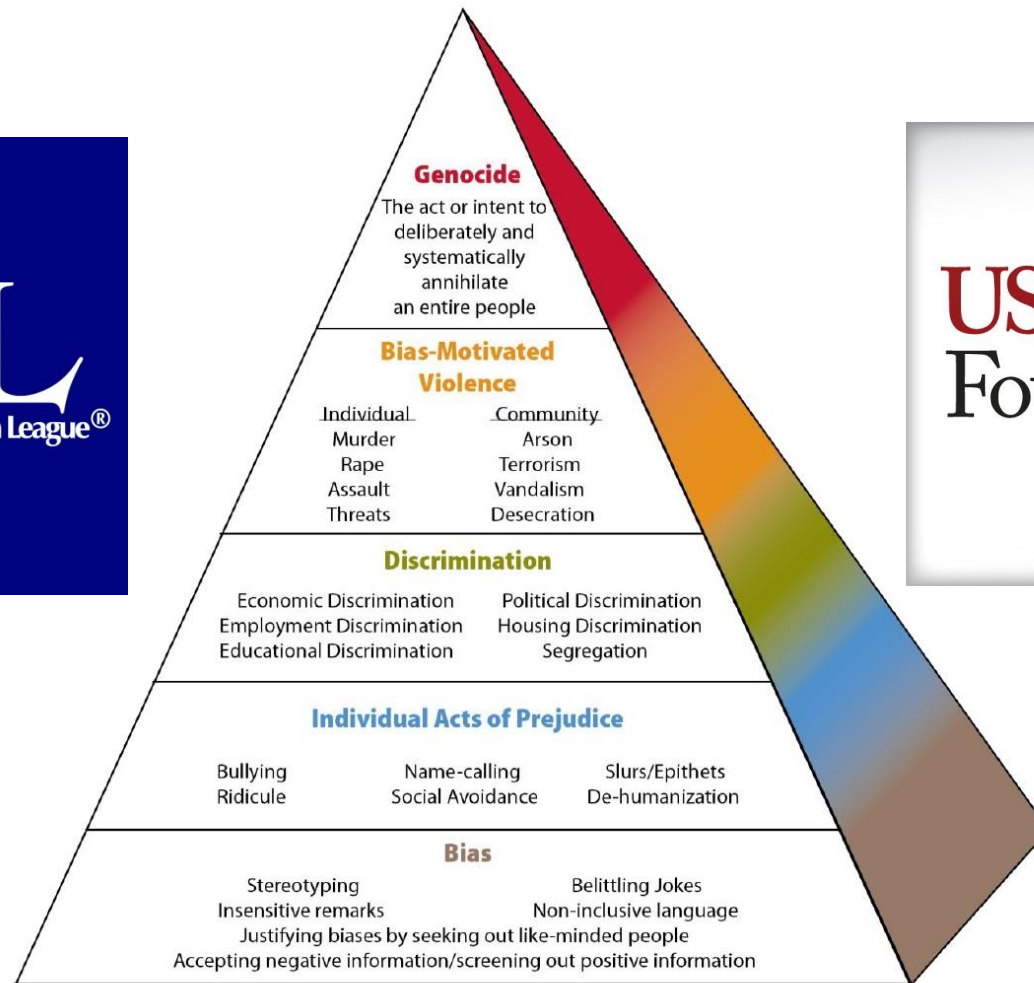 Genocide
The act or intent to
deliberately and
systematically
annihilate
an entire people
Bias-Motivated
Violence
Individual Community
Murder Arson
Rape Terrorism
Assault Vandalism
Threats Desecration
Discrimination
Economic Discrimination Political Discrimination
Employment Discrimination Housing Discrimination
Educational Discrimination Segregation
Individual Acts of Prejudice
Bullying Name-calling Slurs/Epithets
Ridicule Social Avoidance De-humanization
Bias
Stereotyping Belittling Jokes
Insensitive remarks Non-inclusive language
Justifying biases by seeking out like-minded people
Accepting negative information/screening out positive information
L
League®
US